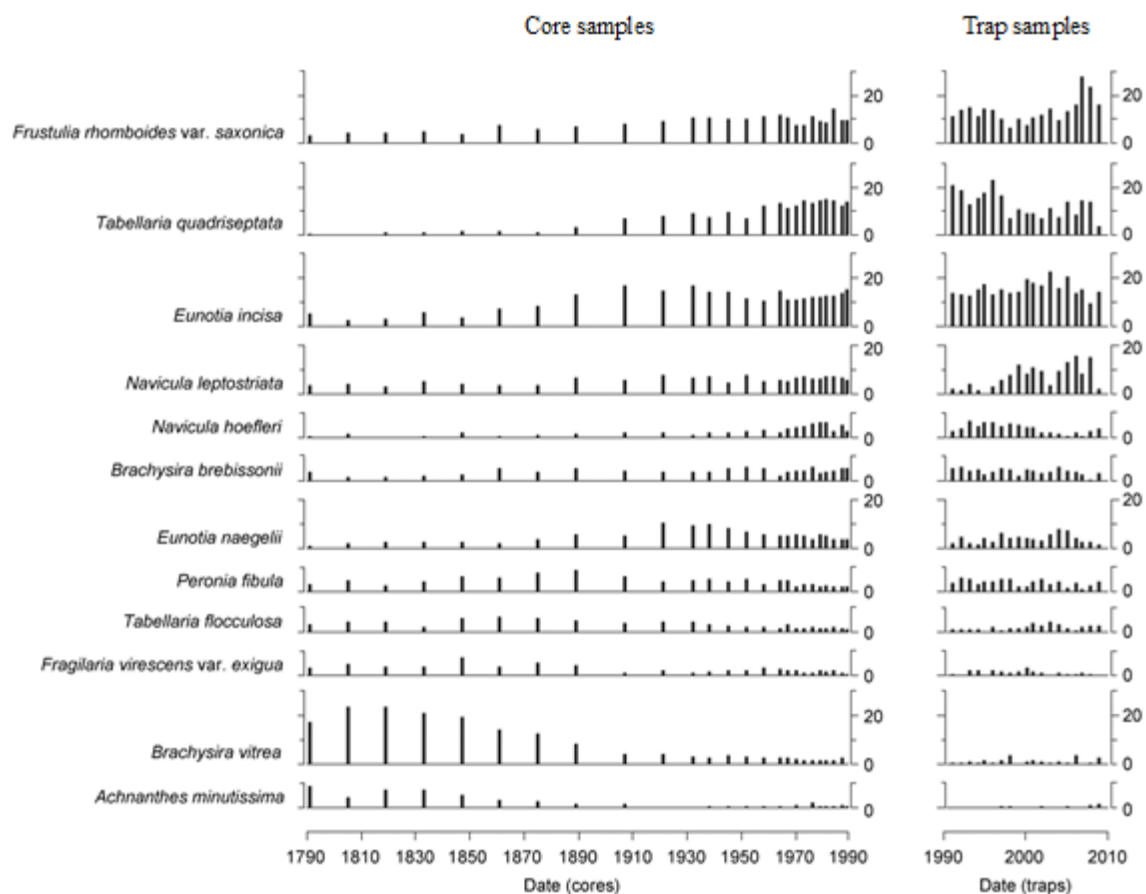 Core samples Trap samples
Frustulia rhomboides var. saxonica 20 0 20 0
Tabellaria quadriseptata 20 0 20 0
Eunotia incisa 20 0 20 0
Navicula leptostriata 20 0 20 0
Navicula hoefleri 0 0
Brachysira brebissonii 0 0
Eunotia naegelii 20 0 20 0
Peronia fibula 0 0
Tabellaria flocculosa 0 0
Fragilaria virescens var. exigua 0 0
Brachysira vitrea 20 0 20 0
Achnanthes minutissima 0 0
1790 1810 1830 1850 1870 1890 1910 1930 1950 1970 1990 1990 2000 2010
Date (cores) Date (traps)